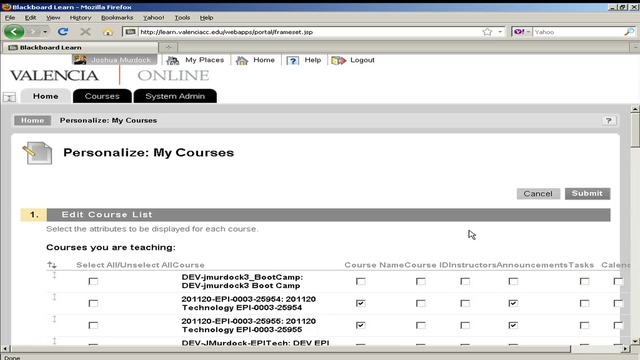 Blackboard Learn - Mozilla Firefox
File Edit View History Bookmarks Yahoo! Tools Help
http://learn.valenciacc.edu/webapps/portal/frameset.jsp
Yahoo
Blackboard Learn
Joshua Murdock My Places Home Help Logout
VALENCIA | ONLINE
Home Courses System Admin
Home Personalize: My Courses ?
Personalize: My Courses
Cancel Submit
1. Edit Course List
Select the attributes to be displayed for each course.
Courses you are teaching:
Select All/Unselect All Course Course Name Course ID Instructors Announcements Tasks Calen
DEV-jmurdock3_BootCamp:
DEV-jmurdock3 Boot Camp
201120-EPI-0003-25954: 201120
Technology EPI-0003-25954
201120-EPI-0003-25955: 201120
Technology EPI-0003-25955
DEV-JMurdock-EPITech: DEV EPI
Done